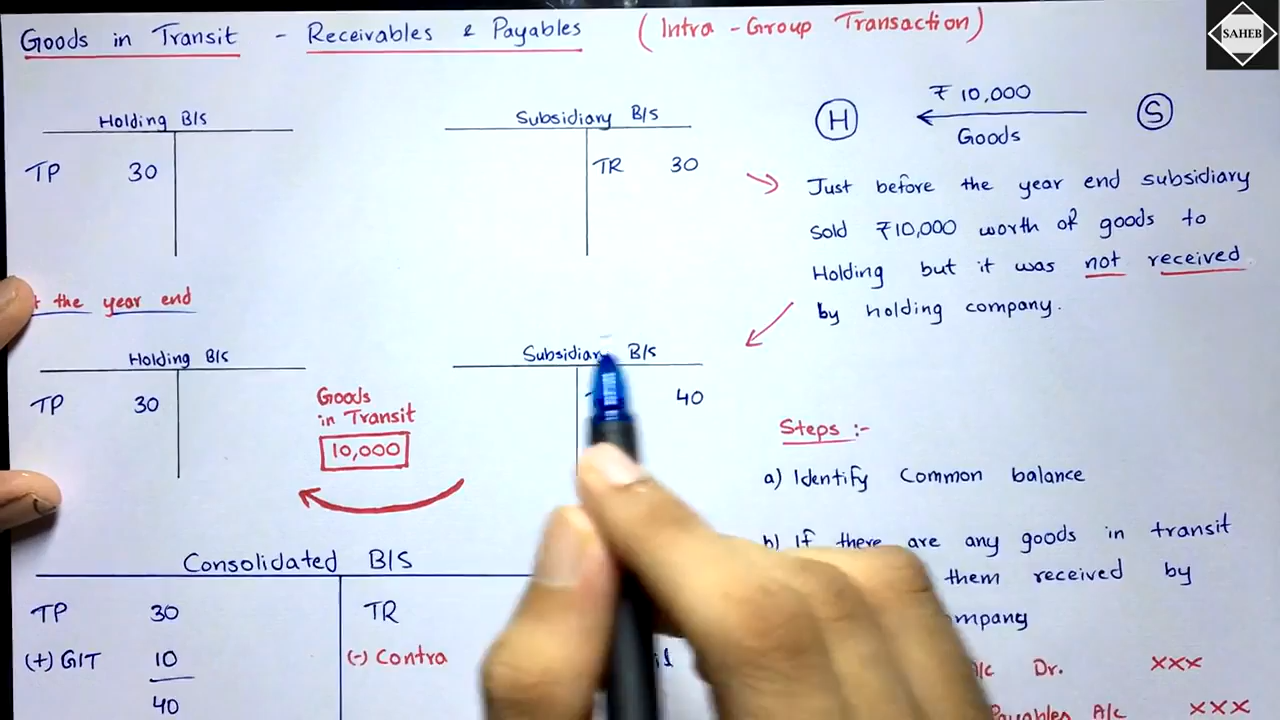 Goods in Transit - Receivables & Payables (Intra-Group Transaction)
SAHEB
Holding B/S
TP 30
Subsidiary B/S
TR 30
₹10,000
H S
Goods
Just before the year end subsidiary
sold ₹10,000 worth of goods to
Holding but it was not received
by holding company.
the year end
Holding B/S
TP 30
Goods
in Transit
10,000
Subsidiary B/S
40
Steps :-
a) Identify Common balance
b) If there are any goods in transit
them received by
A/c Dr. xxx
Payables A/c xxx
Consolidated B/S
TP 30
(+) GIT 10
40
TR
(-) Contra